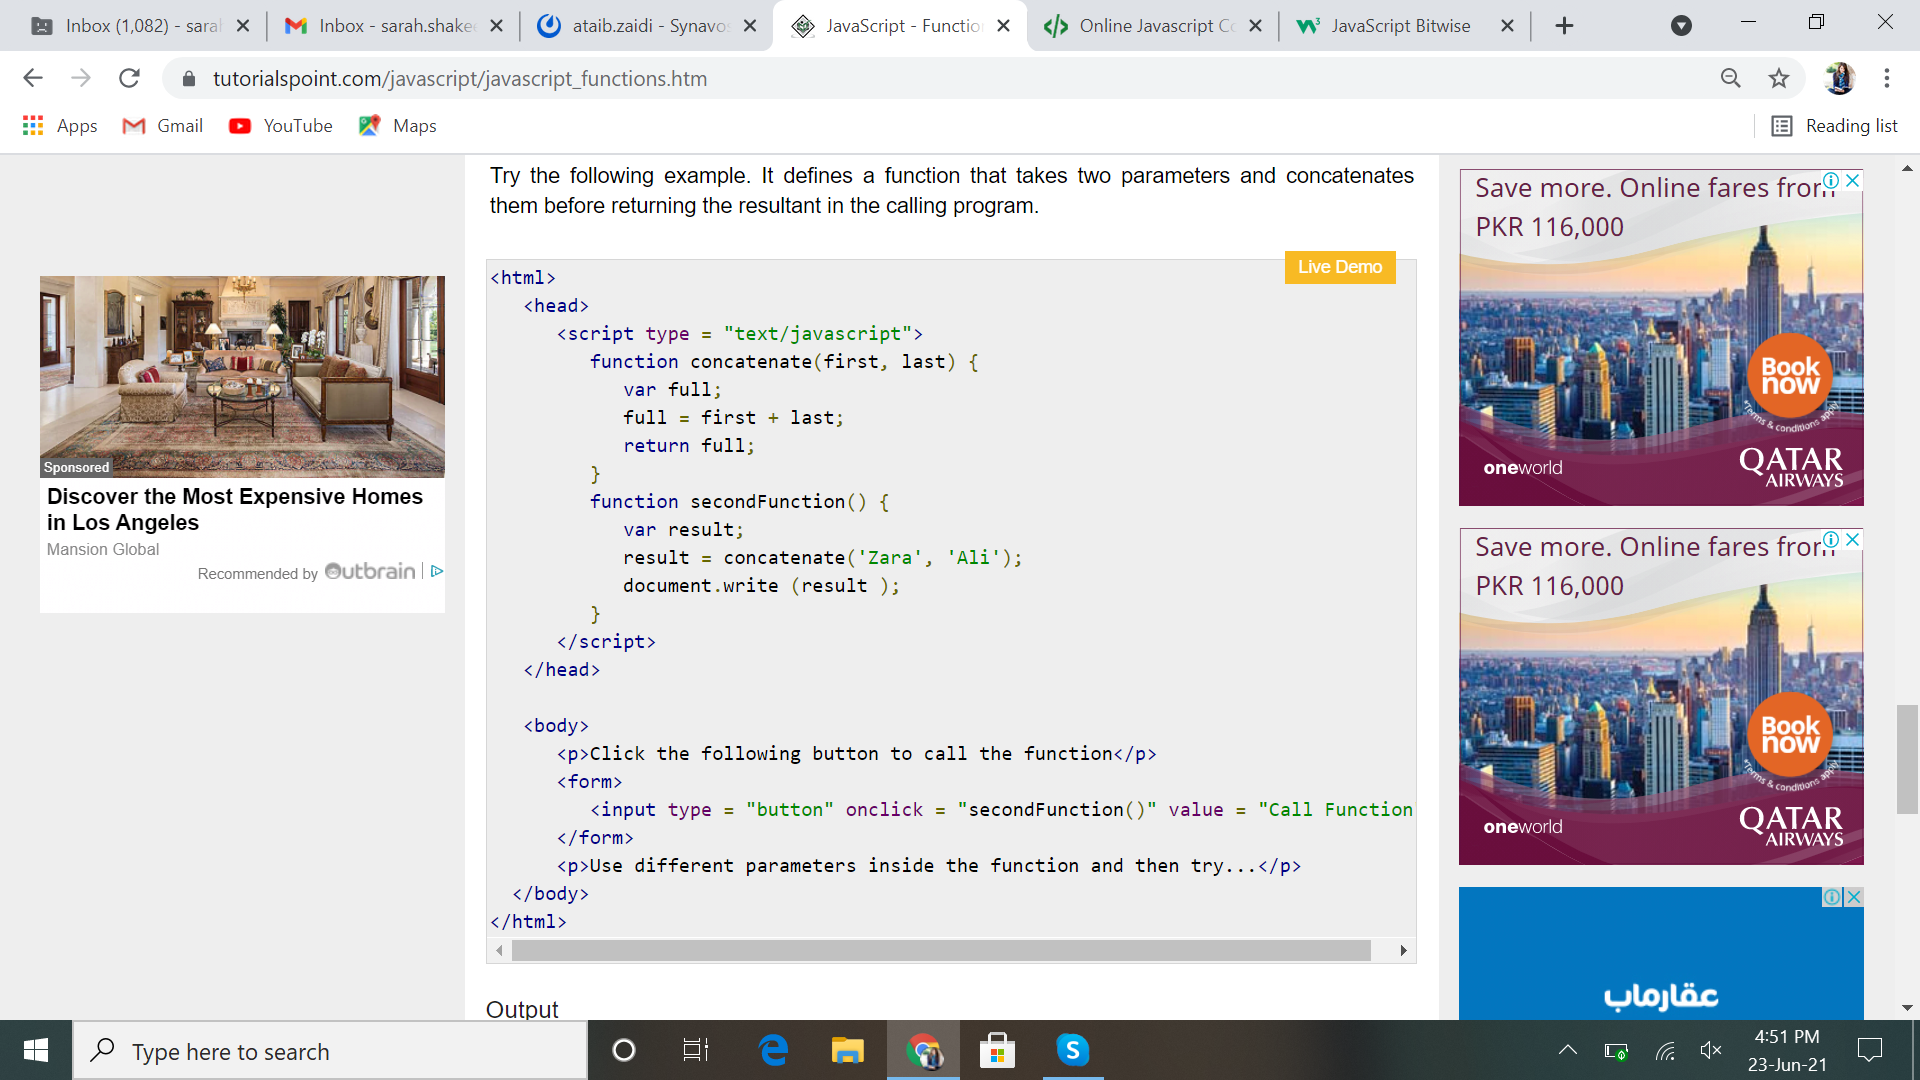 Inbox (1,082) - sarah
Inbox - sarah.shakee
ataib.zaidi - Synavos
JavaScript - Function
Online Javascript Co
JavaScript Bitwise
tutorialspoint.com/javascript/javascript_functions.htm
Apps
Gmail
YouTube
Maps
Reading list
Try the following example. It defines a function that takes two parameters and concatenates
them before returning the resultant in the calling program.
Live Demo
<html>
<head>
<script type = "text/javascript">
function concatenate(first, last) {
var full;
full = first + last;
return full;
}
function secondFunction() {
var result;
result = concatenate('Zara', 'Ali');
document.write (result );
}
</script>
</head>
<body>
<p>Click the following button to call the function</p>
<form>
<input type = "button" onclick = "secondFunction()" value = "Call Function
</form>
<p>Use different parameters inside the function and then try...</p>
</body>
</html>
Output
Sponsored
Discover the Most Expensive Homes
in Los Angeles
Mansion Global
Recommended by Outbrain
Save more. Online fares from
PKR 116,000
Book
now
*Terms & conditions apply
oneworld
QATAR
AIRWAYS
Save more. Online fares from
PKR 116,000
Book
now
*Terms & conditions apply
oneworld
QATAR
AIRWAYS
عقارماب
Type here to search
4:51 PM
23-Jun-21